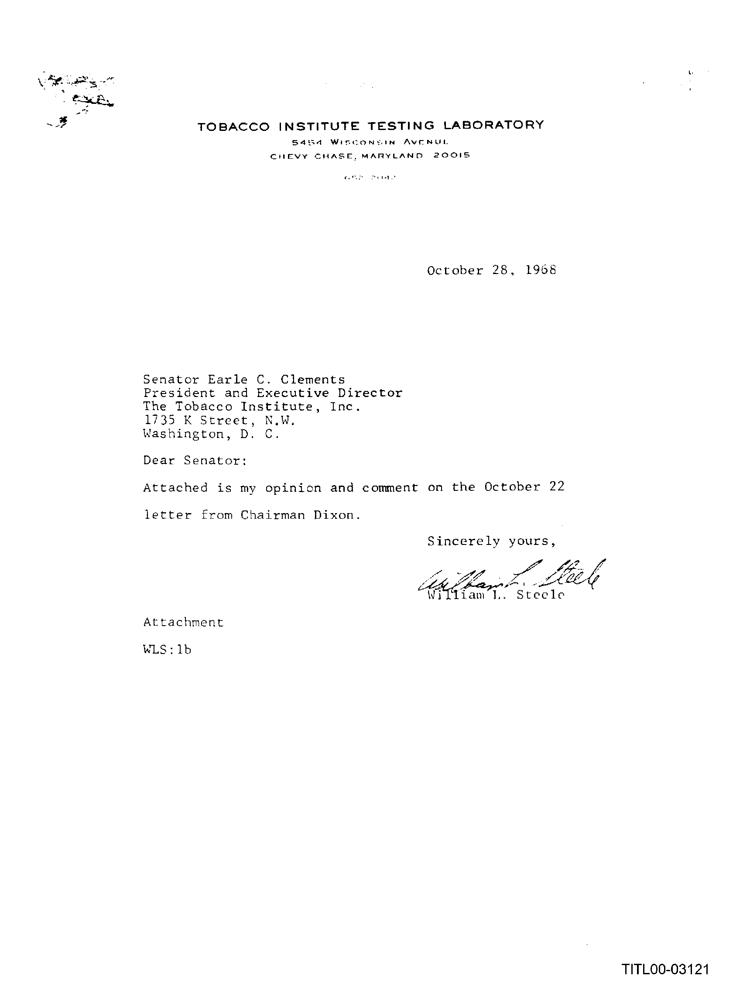 TOBACCO INSTITUTE TESTING LABORATORY
5454 WISCONSIN AVENUE
CHEVY CHASE, MARYLAND 20015
October 28, 1968
Senator Earle C. Clements
President and Executive Director
The Tobacco Institute, Inc.
1735 K Street, N.W.
Washington, D. C.
Dear Senator:
Attached is my opinion and comment on the October 22
letter from Chairman Dixon.
Sincerely yours,
William L. Steele
William L. Steele
Attachment
WLS:lb
TITL00-03121